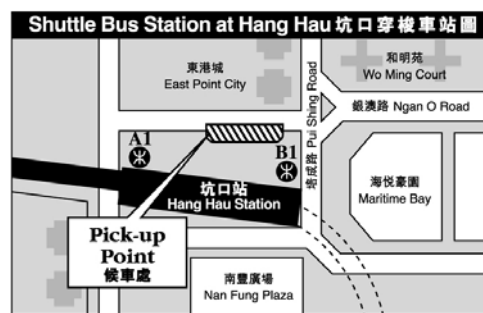 Shuttle Bus Station at Hang Hau 坑口穿梭車站圖
東港城
East Point City
和明苑
Wo Ming Court
培成路 Pui Shing Road
銀澳路 Ngan O Road
A1
B1
坑口站
Hang Hau Station
海悅豪園
Maritime Bay
Pick-up
Point
候車處
南豐廣場
Nan Fung Plaza